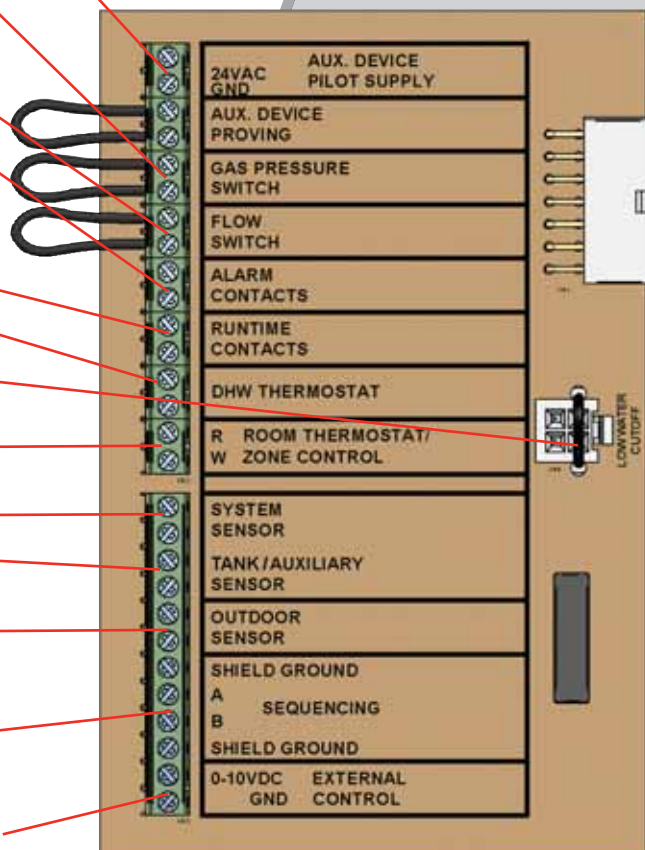 AUX. DEVICE
24VAC PILOT SUPPLY
GND
AUX. DEVICE
PROVING
GAS PRESSURE
SWITCH
FLOW
SWITCH
ALARM
CONTACTS
RUNTIME
CONTACTS
DHW THERMOSTAT
R ROOM THERMOSTAT/
W ZONE CONTROL
LOW WATER
CUTOFF
SYSTEM
SENSOR
TANK / AUXILIARY
SENSOR
OUTDOOR
SENSOR
SHIELD GROUND
A
SEQUENCING
B
SHIELD GROUND
0-10VDC EXTERNAL
GND CONTROL